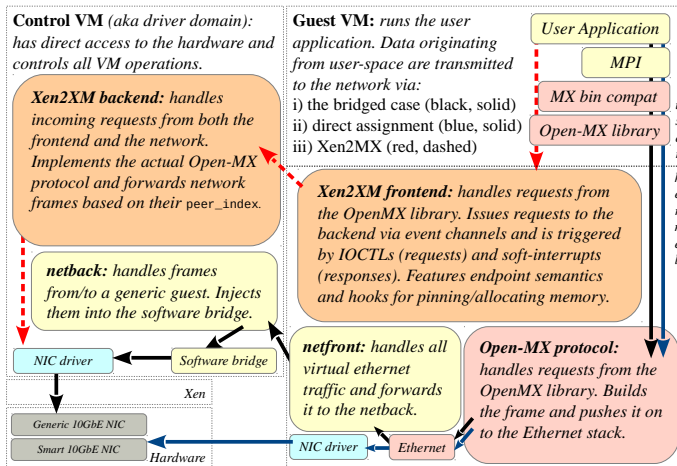 Control VM (aka driver domain):
has direct access to the hardware and
controls all VM operations.
Xen2XM backend: handles
incoming requests from both the
frontend and the network.
Implements the actual Open-MX
protocol and forwards network
frames based on their peer_index.
netback: handles frames
from/to a generic guest. Injects
them into the software bridge.
NIC driver
Software bridge
Xen
Generic 10GbE NIC
Smart 10GbE NIC
Hardware
Guest VM: runs the user
application. Data originating
from user-space are transmitted
to the network via:
i) the bridged case (black, solid)
ii) direct assignment (blue, solid)
iii) Xen2MX (red, dashed)
User Application
MPI
MX bin compat
Open-MX library
Xen2XM frontend: handles requests from
the OpenMX library. Issues requests to the
backend via event channels and is triggered
by IOCTLs (requests) and soft-interrupts
(responses). Features endpoint semantics
and hooks for pinning/allocating memory.
netfront: handles all
virtual ethernet
traffic and forwards
it to the netback.
Open-MX protocol:
handles requests from the
OpenMX library. Builds
the frame and pushes it on
to the Ethernet stack.
NIC driver
Ethernet